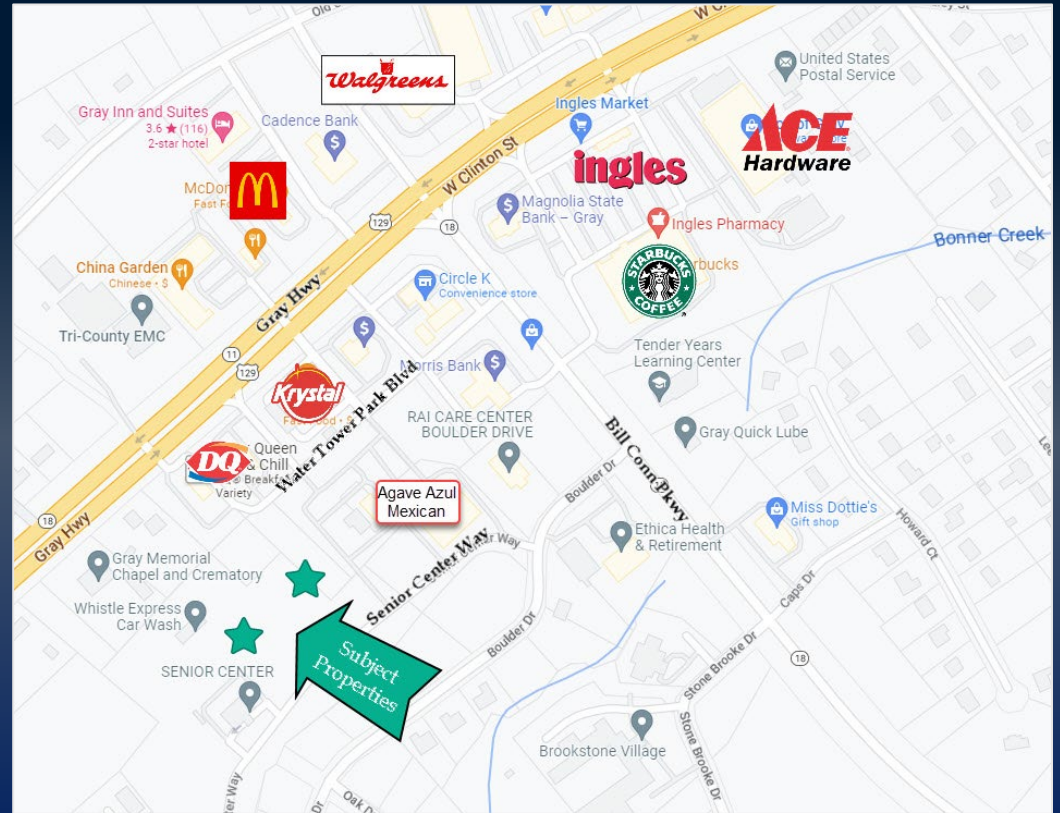 Old
W C
W Clinton St
Walgreens
United States
Postal Service
Gray Inn and Suites
3.6 ★ (116)
2-star hotel
Cadence Bank
Ingles Market
ACE
Hardware
ingles
McDon
Fast Fo
M
129
18
Magnolia State
Bank – Gray
Ingles Pharmacy
Bonner Creek
STARBUCKS
COFFEE
rbucks
China Garden
Chinese • $
Circle K
Convenience store
Gray Hwy
Tri-County EMC
11
129
Tender Years
Learning Center
Morris Bank
Krystal
Water Tower Park Blvd
RAI CARE CENTER
BOULDER DRIVE
Bill Conn Pkwy
Gray Quick Lube
DQ
Queen
& Chill
Breakfa
Variety
Agave Azul
Mexican
Boulder Dr
18
Gray Hwy
Miss Dottie's
Gift shop
Howard Ct
Ethica Health
& Retirement
Senior Center Way
er Way
Gray Memorial
Chapel and Crematory
Caps Dr
Whistle Express
Car Wash
Boulder Dr
Stone Brooke Dr
18
Subject
Properties
SENIOR CENTER
Brookstone Village
Stone Brooke Dr
ter Way
Dr
Oak D